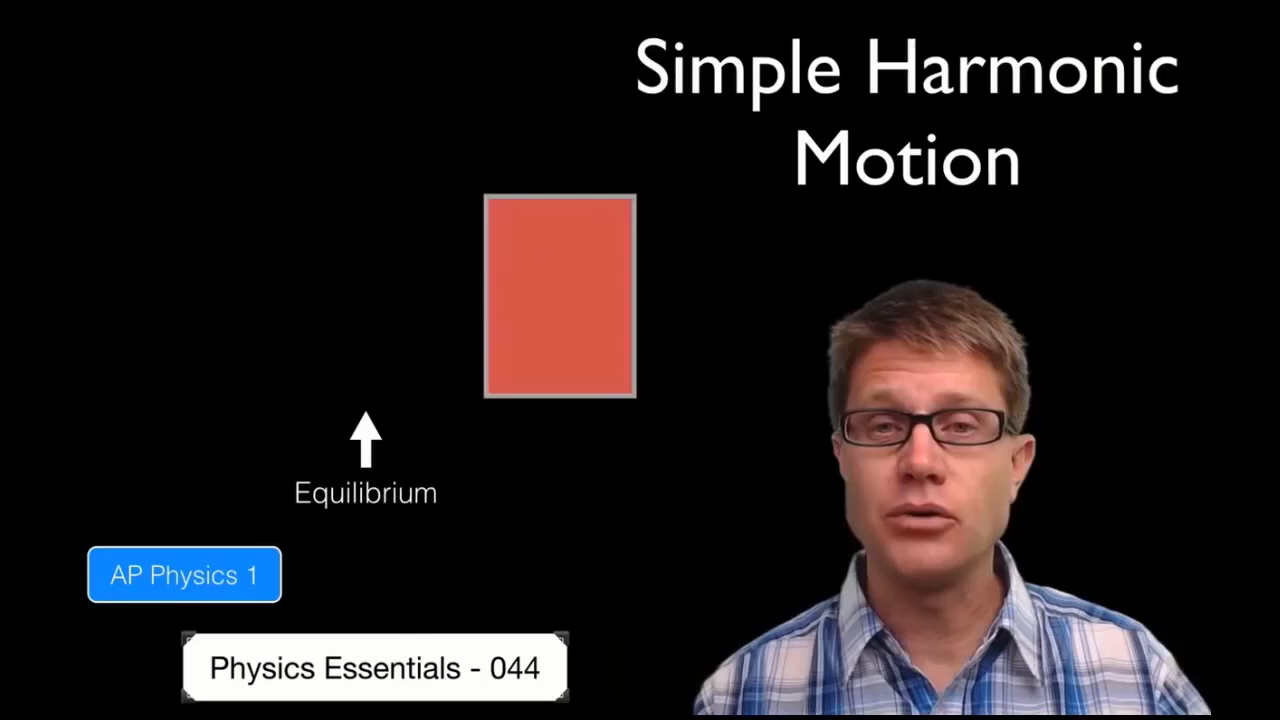 Simple Harmonic
Motion
Equilibrium
AP Physics 1
Physics Essentials - 044